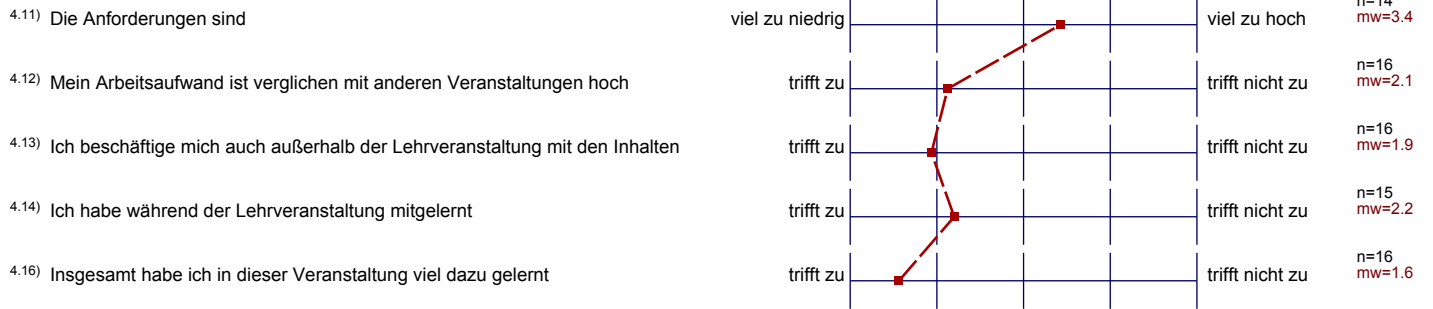 n=14
4.11) Die Anforderungen sind viel zu niedrig viel zu hoch mw=3.4
n=16
4.12) Mein Arbeitsaufwand ist verglichen mit anderen Veranstaltungen hoch trifft zu trifft nicht zu mw=2.1
n=16
4.13) Ich beschäftige mich auch außerhalb der Lehrveranstaltung mit den Inhalten trifft zu trifft nicht zu mw=1.9
n=15
4.14) Ich habe während der Lehrveranstaltung mitgelernt trifft zu trifft nicht zu mw=2.2
n=16
4.16) Insgesamt habe ich in dieser Veranstaltung viel dazu gelernt trifft zu trifft nicht zu mw=1.6